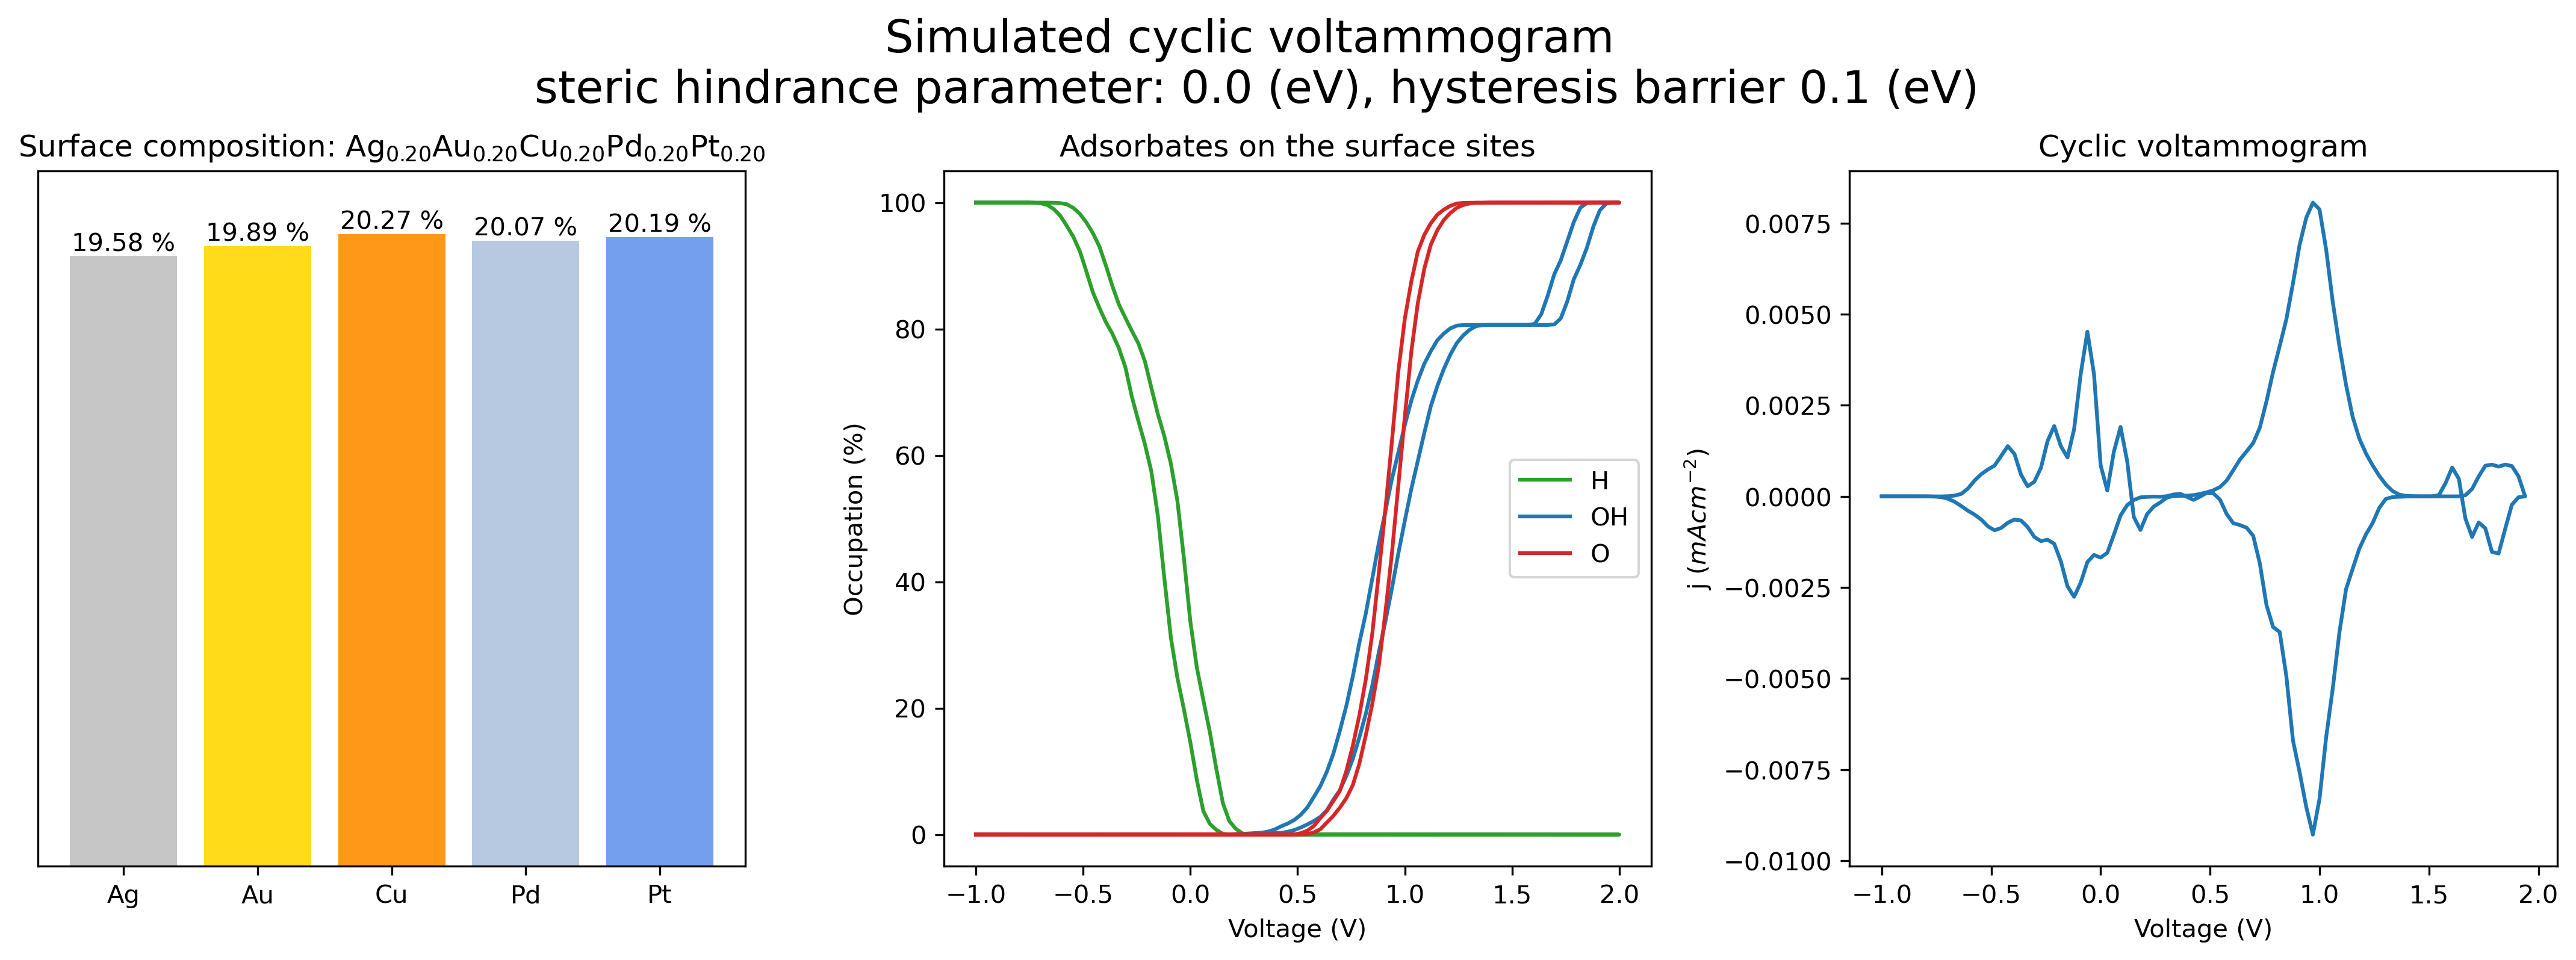 Simulated cyclic voltammogram
steric hindrance parameter: 0.0 (eV), hysteresis barrier 0.1 (eV)
Surface composition: Ag₀.₂₀Au₀.₂₀Cu₀.₂₀Pd₀.₂₀Pt₀.₂₀
19.58 %
19.89 %
20.27 %
20.07 %
20.19 %
Ag
Au
Cu
Pd
Pt
Adsorbates on the surface sites
Occupation (%)
100
80
60
40
20
0
H
OH
O
−1.0
−0.5
0.0
0.5
1.0
1.5
2.0
Voltage (V)
Cyclic voltammogram
j (mAcm⁻²)
0.0075
0.0050
0.0025
0.0000
−0.0025
−0.0050
−0.0075
−0.0100
−1.0
−0.5
0.0
0.5
1.0
1.5
2.0
Voltage (V)